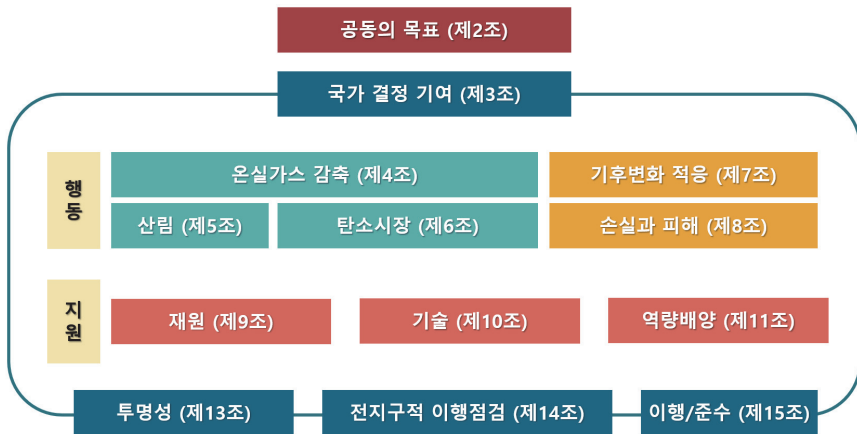 공동의 목표 (제2조)
국가 결정 기여 (제3조)
행동
온실가스 감축 (제4조)
기후변화 적응 (제7조)
산림 (제5조)
탄소시장 (제6조)
손실과 피해 (제8조)
지원
재원 (제9조)
기술 (제10조)
역량배양 (제11조)
투명성 (제13조)
전지구적 이행점검 (제14조)
이행/준수 (제15조)